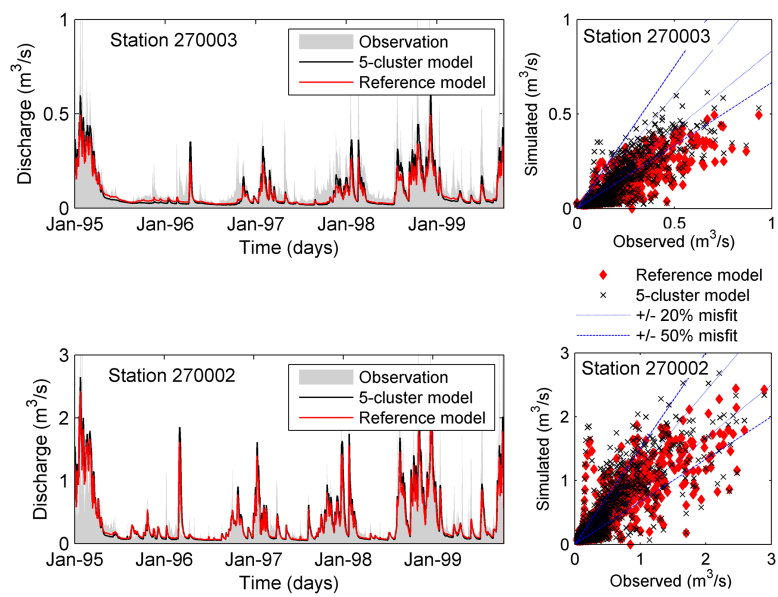 Station 270003
Observation
5-cluster model
Reference model
Discharge (m³/s)
1
0.5
0
Jan-95 Jan-96 Jan-97 Jan-98 Jan-99
Time (days)
Station 270003
Simulated (m³/s)
1
0.5
0
0 0.5 1
Observed (m³/s)
Reference model
5-cluster model
+/- 20% misfit
+/- 50% misfit
Station 270002
Observation
5-cluster model
Reference model
Discharge (m³/s)
3
2
1
0
Jan-95 Jan-96 Jan-97 Jan-98 Jan-99
Time (days)
Station 270002
Simulated (m³/s)
3
2
1
0
0 1 2 3
Observed (m³/s)